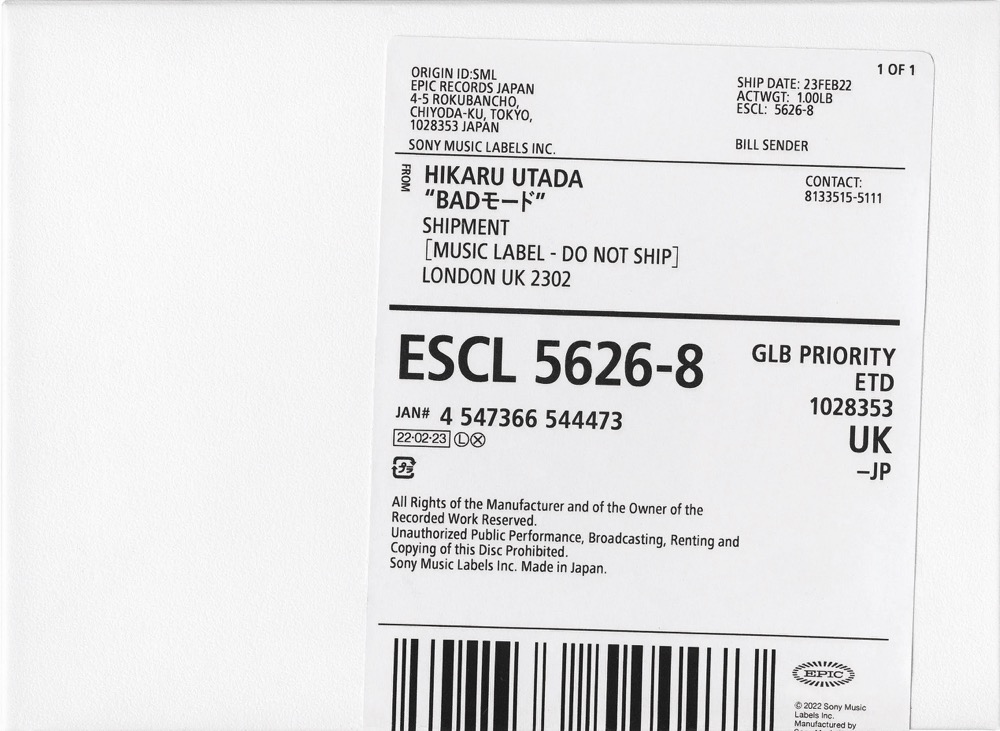 1 OF 1
ORIGIN ID:SML
EPIC RECORDS JAPAN
4-5 ROKUBANCHO,
CHIYODA-KU, TOKYO,
1028353 JAPAN
SONY MUSIC LABELS INC.
SHIP DATE: 23FEB22
ACTWGT: 1.00LB
ESCL: 5626-8
BILL SENDER
FROM
HIKARU UTADA
“BADモード”
SHIPMENT
[MUSIC LABEL - DO NOT SHIP]
LONDON UK 2302
CONTACT:
8133515-5111
ESCL 5626-8
JAN# 4 547366 544473
22·02·23 Ⓛ Ⓧ
プラ
GLB PRIORITY
ETD
1028353
UK
–JP
All Rights of the Manufacturer and of the Owner of the
Recorded Work Reserved.
Unauthorized Public Performance, Broadcasting, Renting and
Copying of this Disc Prohibited.
Sony Music Labels Inc. Made in Japan.
EPIC
© 2022 Sony Music
Labels Inc.
Manufactured by